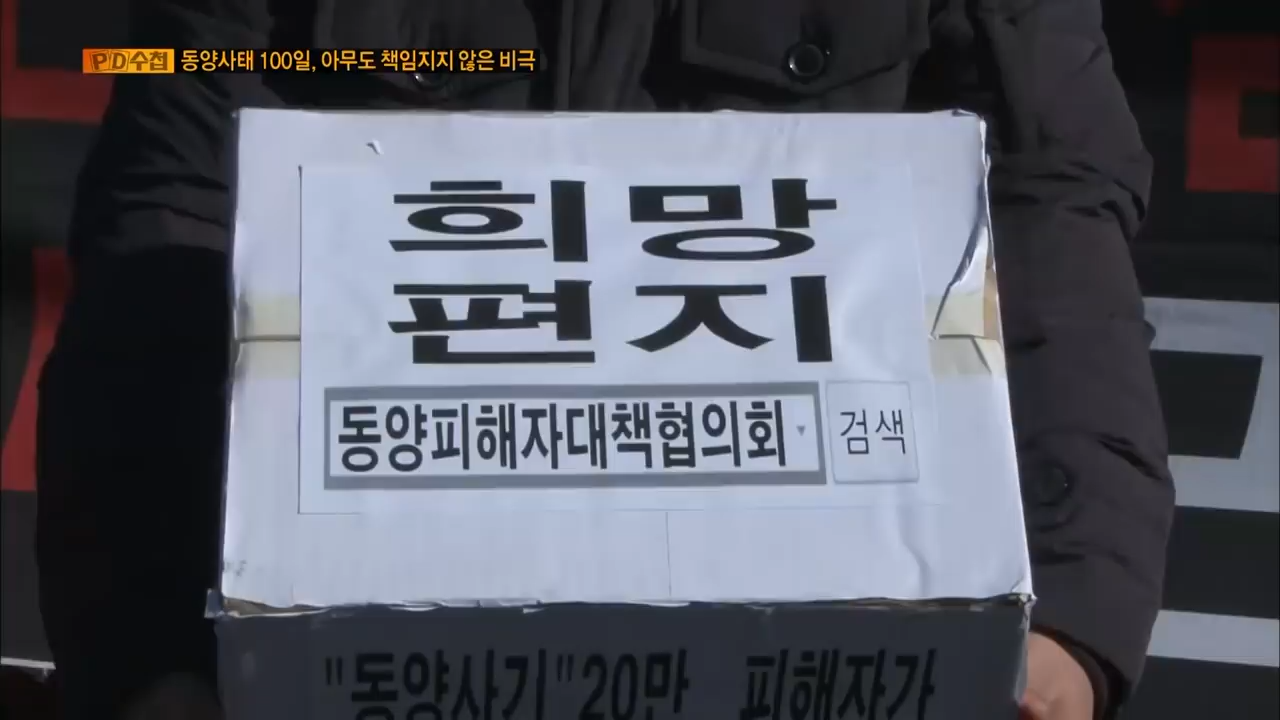 PD수첩 동양사태 100일, 아무도 책임지지 않은 비극
희망
편지
동양피해자대책협의회 검색
"동양사기"20만 피해자가